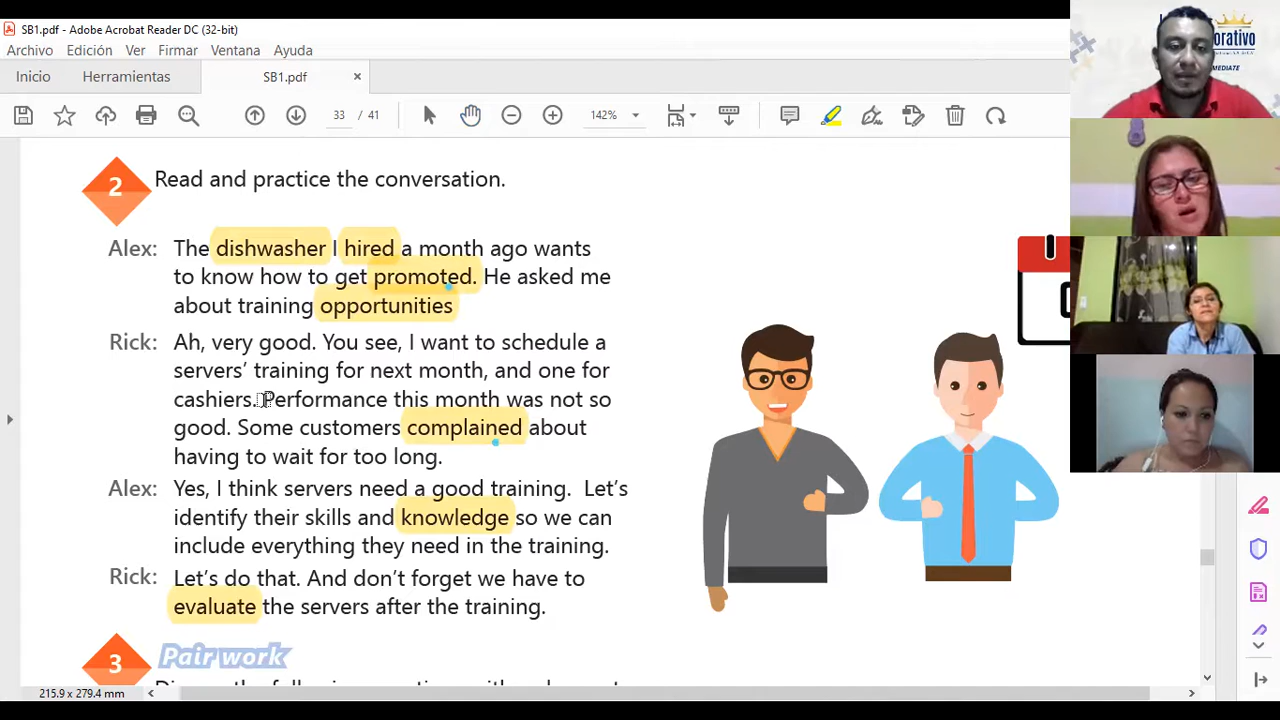 SB1.pdf - Adobe Acrobat Reader DC (32-bit)
Archivo Edición Ver Firmar Ventana Ayuda
Inicio Herramientas SB1.pdf ×
33 / 41 142%
orativo
MEDIATE
2 Read and practice the conversation.
Alex: The dishwasher I hired a month ago wants
to know how to get promoted. He asked me
about training opportunities
Rick: Ah, very good. You see, I want to schedule a
servers’ training for next month, and one for
cashiers. Performance this month was not so
good. Some customers complained about
having to wait for too long.
Alex: Yes, I think servers need a good training. Let’s
identify their skills and knowledge so we can
include everything they need in the training.
Rick: Let’s do that. And don’t forget we have to
evaluate the servers after the training.
3 Pair work
215.9 x 279.4 mm